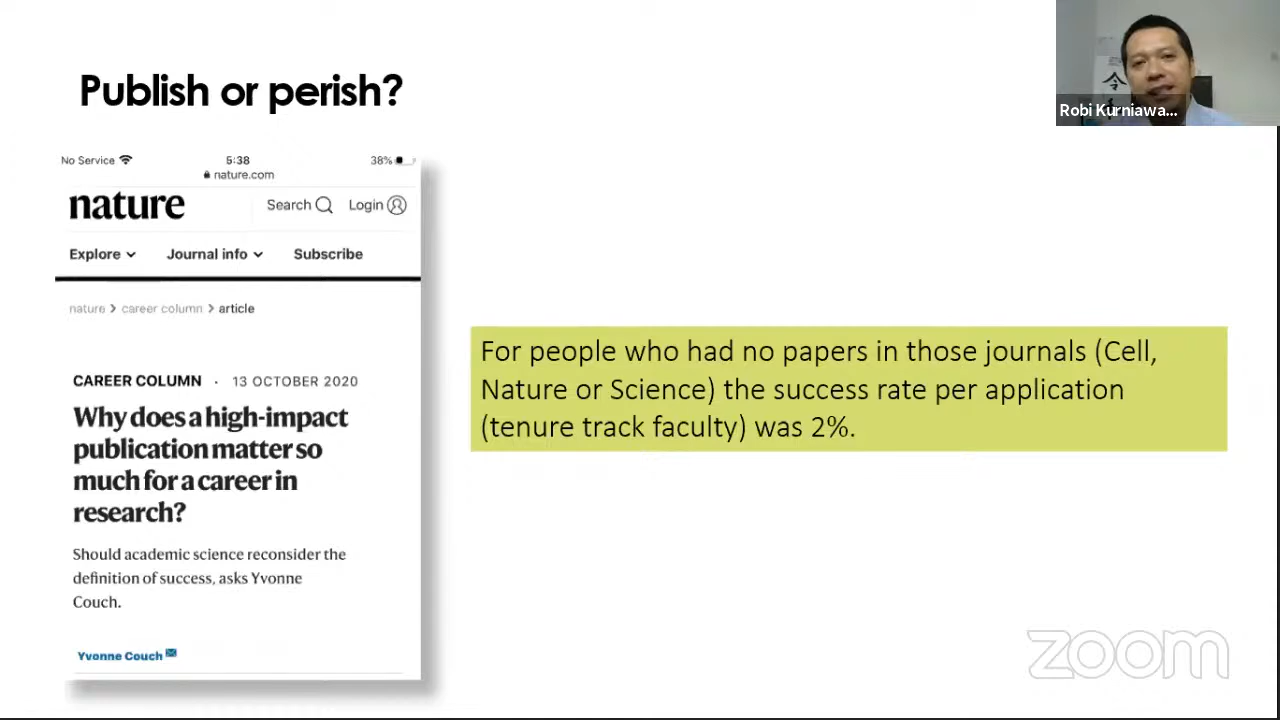 Publish or perish?
Robi Kurniawa...
No Service
5:38
38%
nature.com
nature
Search
Login
Explore
Journal info
Subscribe
nature > career column > article
CAREER COLUMN · 13 OCTOBER 2020
Why does a high-impact
publication matter so
much for a career in
research?
Should academic science reconsider the
definition of success, asks Yvonne
Couch.
Yvonne Couch
For people who had no papers in those journals (Cell,
Nature or Science) the success rate per application
(tenure track faculty) was 2%.
zoom